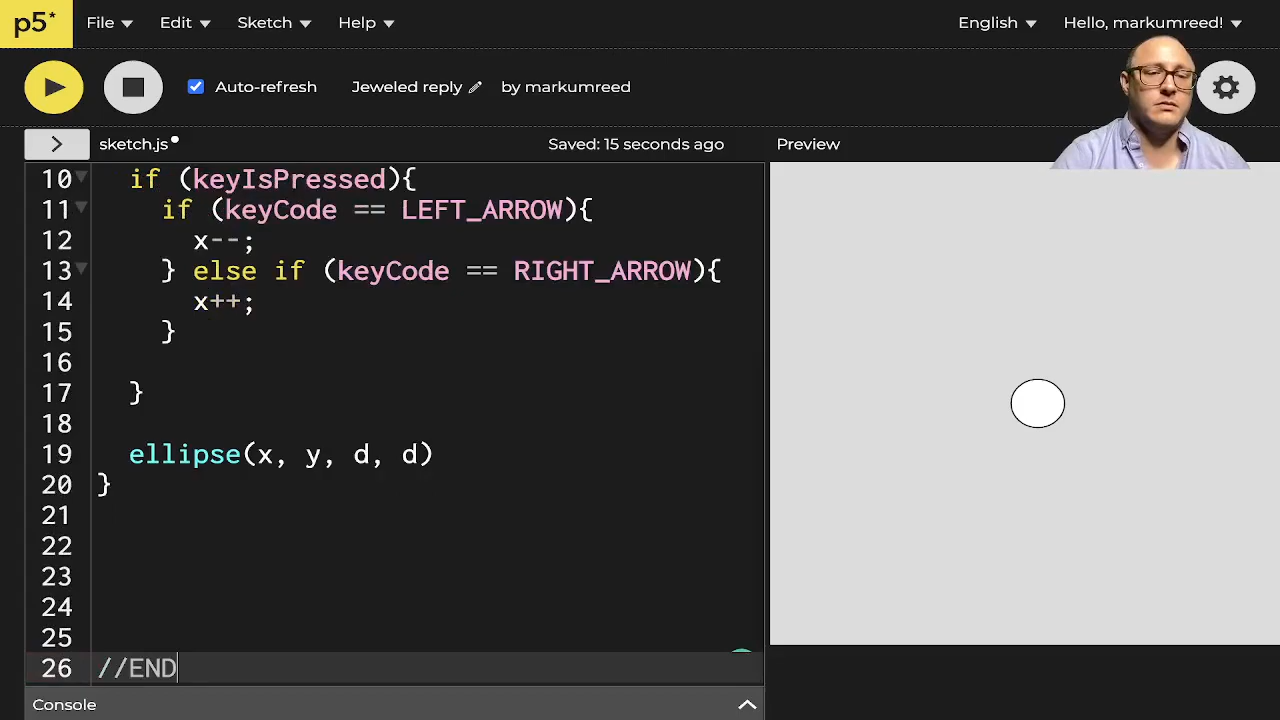 p5*
File
Edit
Sketch
Help
English
Hello, markumreed!
Auto-refresh
Jeweled reply
by markumreed
>
sketch.js
Saved: 15 seconds ago
Preview
10 if (keyIsPressed){
11 if (keyCode == LEFT_ARROW){
12 x--;
13 } else if (keyCode == RIGHT_ARROW){
14 x++;
15 }
16
17 }
18
19 ellipse(x, y, d, d)
20 }
21
22
23
24
25
26 //END
Console